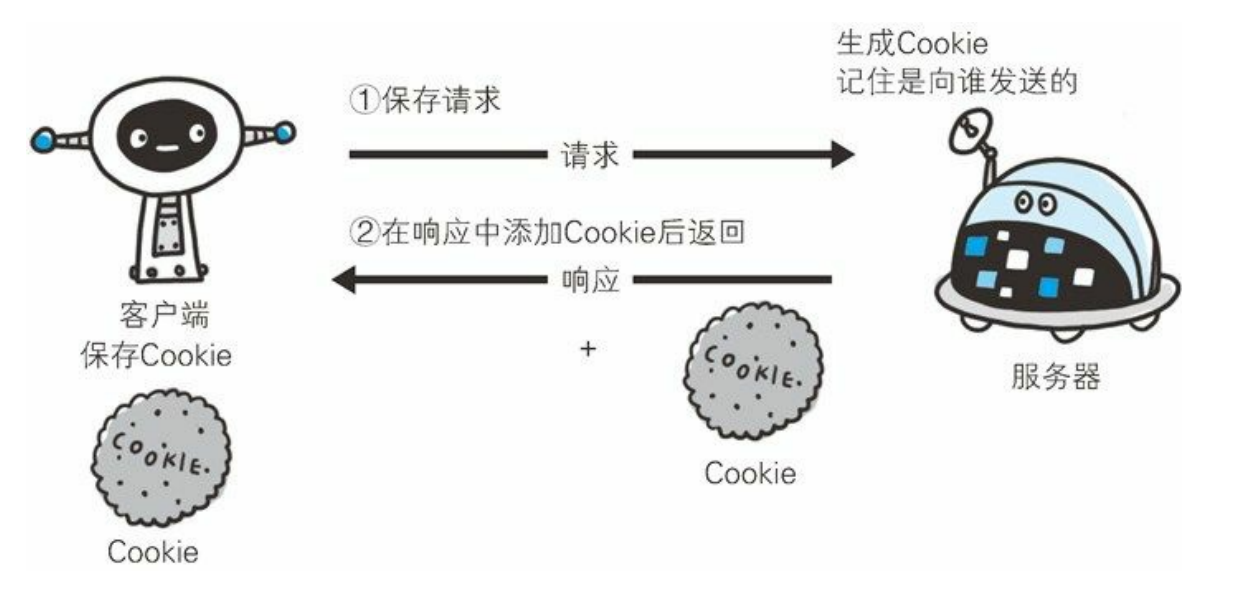 生成Cookie
记住是向谁发送的
①保存请求
请求
②在响应中添加Cookie后返回
响应
客户端
保存Cookie
+
COOKIE.
Cookie
服务器
COOKIE.
Cookie